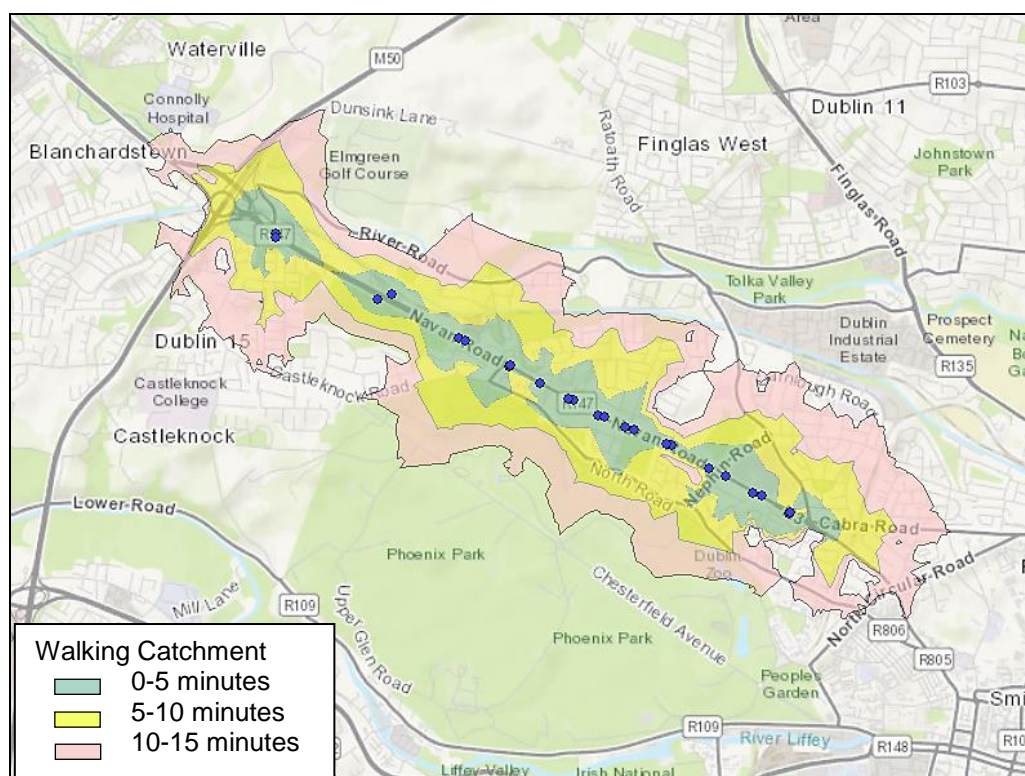 Area
Waterville
M50
R103
Connolly
Hospital
Dunsink Lane
Dublin 11
Ratoath Road
Finglas West
Blanchardstown
Elmgreen
Golf Course
Johnstown
Park
Finglas Road
River Road
Tolka Valley
Park
Navan Road
Dublin
Industrial
Estate
Prospect
Cemetery
Dublin 15
Castleknock Road
R135
Castleknock
College
R147
Castleknock
Navan Road
Nephin Road
North Road
Lower Road
Cabra Road
Phoenix Park
Dublin
Zoo
Mill Lane
R109
Upper Glen Road
Chesterfield Avenue
North Circular Road
R806
Phoenix Park
R805
Peoples
Garden
Smi
R109
River Liffey
R148
Liffey Valley
Irish National
Walking Catchment
0-5 minutes
5-10 minutes
10-15 minutes